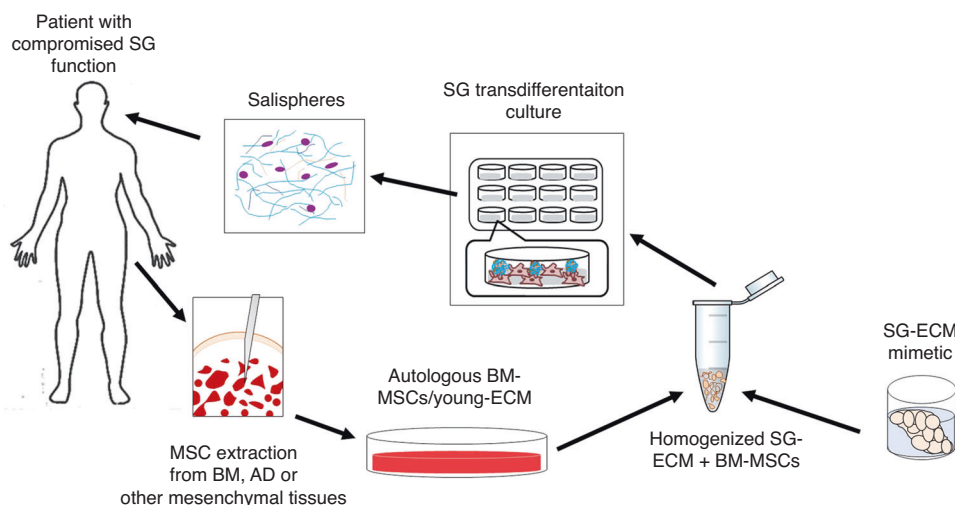 Patient with
compromised SG
function
Salispheres
SG transdifferentaiton
culture
SG-ECM
mimetic
Autologous BM-
MSCs/young-ECM
Homogenized SG-
ECM + BM-MSCs
MSC extraction
from BM, AD or
other mesenchymal tissues